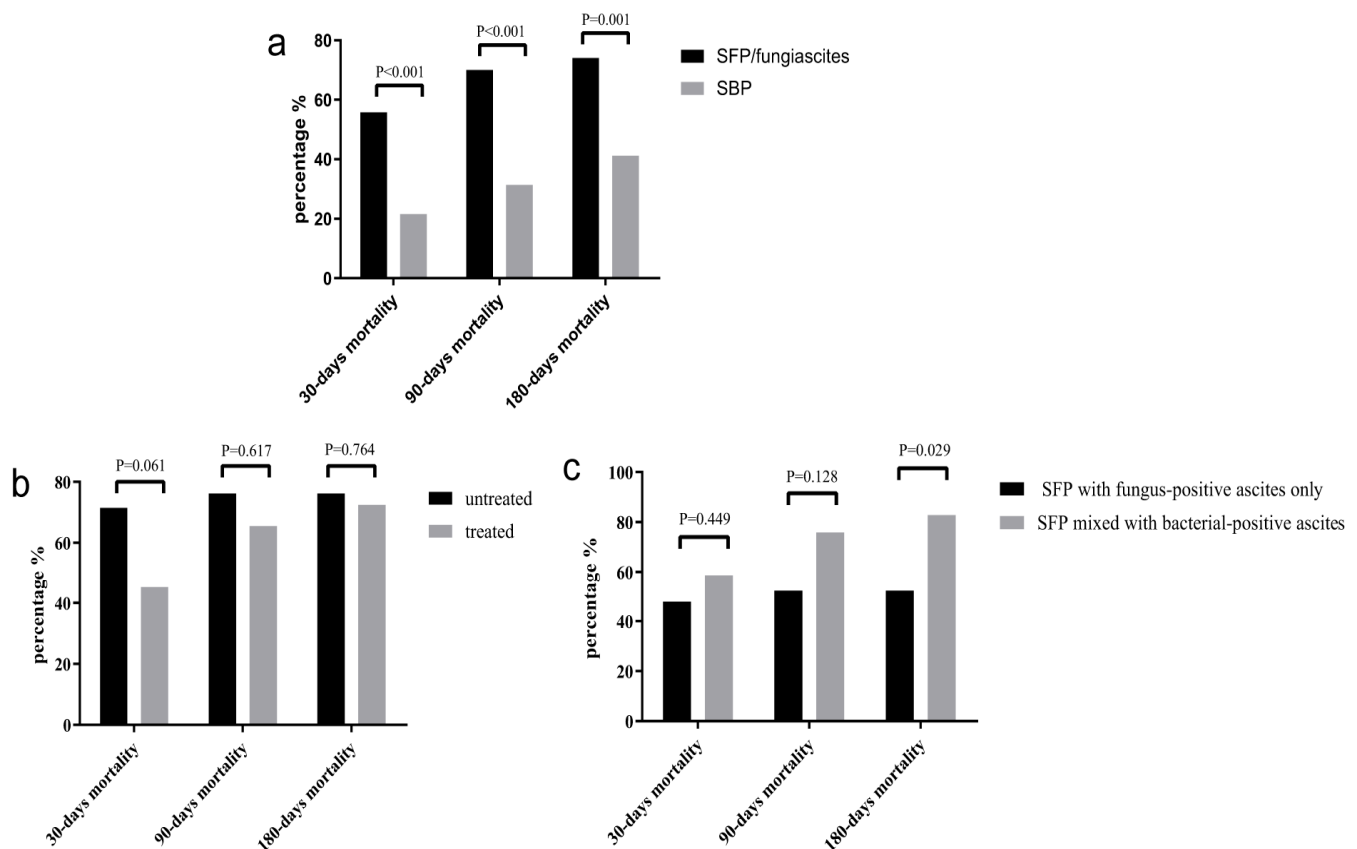 a
P<0.001
P<0.001
P=0.001
SFP/fungiascites
SBP
percentage %
80
60
40
20
0
30-days mortality
90-days mortality
180-days mortality
b
P=0.061
P=0.617
P=0.764
untreated
treated
percentage %
80
60
40
20
0
30-days mortality
90-days mortality
180-days mortality
c
P=0.449
P=0.128
P=0.029
SFP with fungus-positive ascites only
SFP mixed with bacterial-positive ascites
percentage %
100
80
60
40
20
0
30-days mortality
90-days mortality
180-days mortality